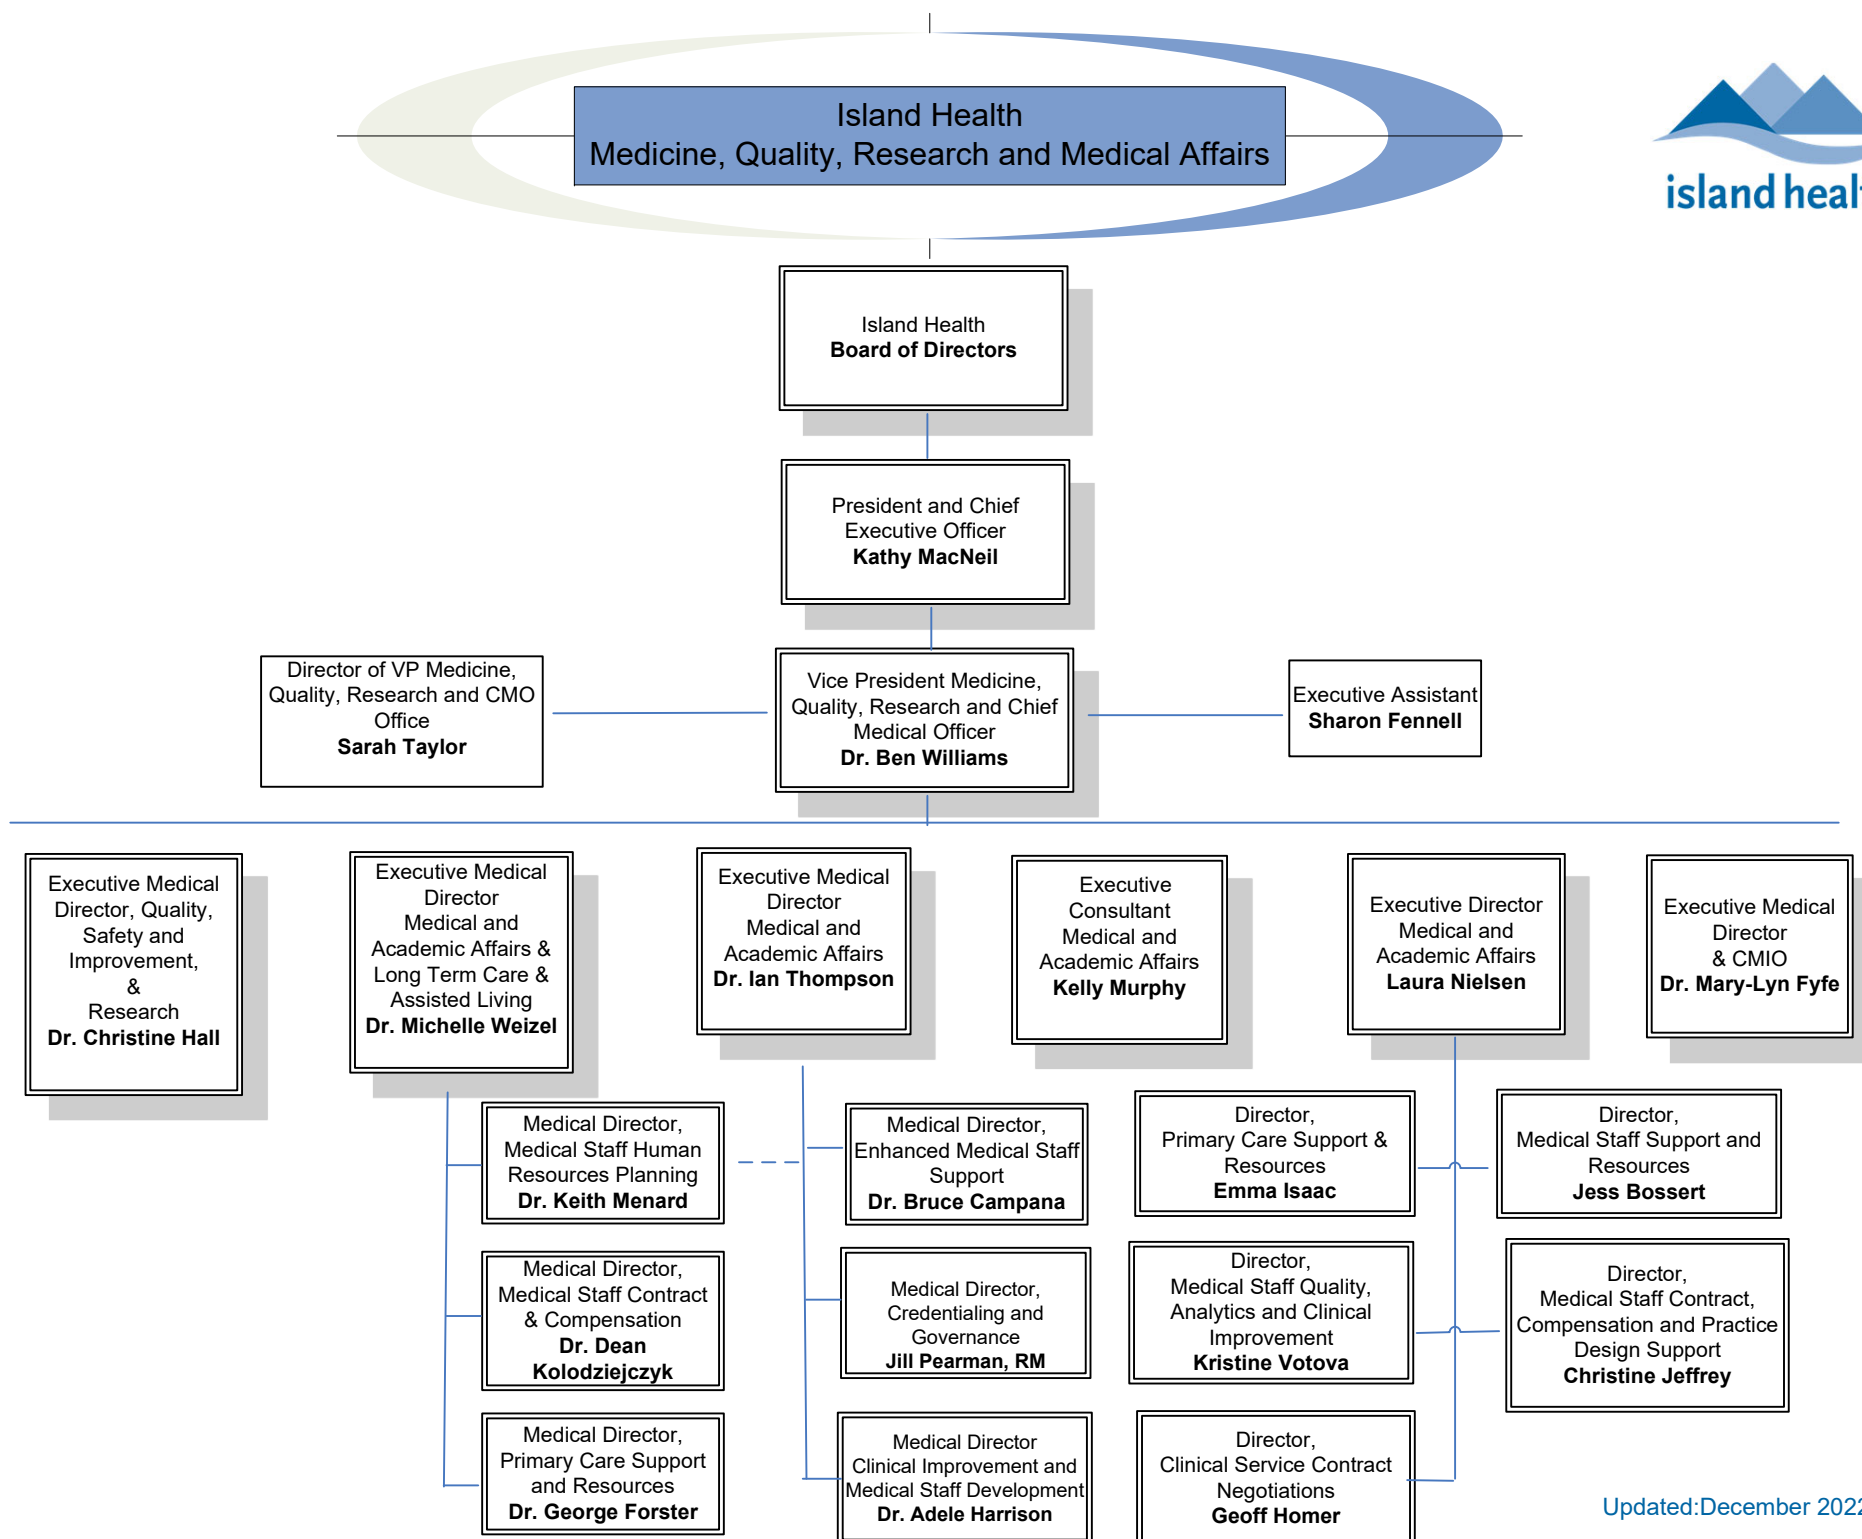 Island Health
Medicine, Quality, Research and Medical Affairs
island healt
Island Health
Board of Directors
President and Chief
Executive Officer
Kathy MacNeil
Director of VP Medicine,
Quality, Research and CMO
Office
Sarah Taylor
Vice President Medicine,
Quality, Research and Chief
Medical Officer
Dr. Ben Williams
Executive Assistant
Sharon Fennell
Executive Medical
Director, Quality,
Safety and
Improvement,
&
Research
Dr. Christine Hall
Executive Medical
Director
Medical and
Academic Affairs &
Long Term Care &
Assisted Living
Dr. Michelle Weizel
Executive Medical
Director
Medical and
Academic Affairs
Dr. Ian Thompson
Executive
Consultant
Medical and
Academic Affairs
Kelly Murphy
Executive Director
Medical and
Academic Affairs
Laura Nielsen
Executive Medical
Director
& CMIO
Dr. Mary-Lyn Fyfe
Medical Director,
Medical Staff Human
Resources Planning
Dr. Keith Menard
Medical Director,
Enhanced Medical Staff
Support
Dr. Bruce Campana
Director,
Primary Care Support &
Resources
Emma Isaac
Director,
Medical Staff Support and
Resources
Jess Bossert
Medical Director,
Medical Staff Contract
& Compensation
Dr. Dean
Kolodziejczyk
Medical Director,
Credentialing and
Governance
Jill Pearman, RM
Director,
Medical Staff Quality,
Analytics and Clinical
Improvement
Kristine Votova
Director,
Medical Staff Contract,
Compensation and Practice
Design Support
Christine Jeffrey
Medical Director,
Primary Care Support
and Resources
Dr. George Forster
Medical Director
Clinical Improvement and
Medical Staff Development
Dr. Adele Harrison
Director,
Clinical Service Contract
Negotiations
Geoff Homer
Updated:December 2022